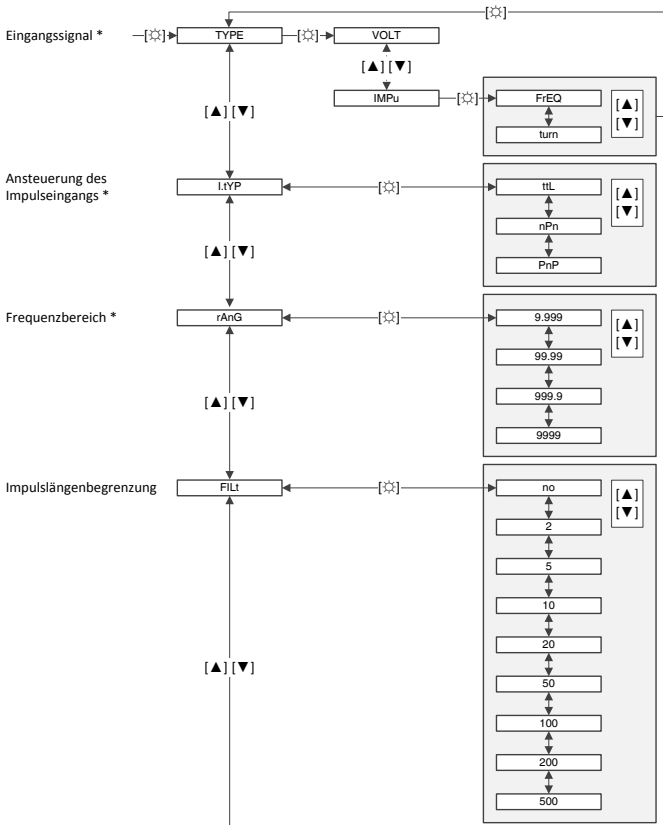 [☼]
Eingangssignal * [☼] TYPE [☼] VOLT
[▲] [▼]
IMPu [☼] FrEQ [▲]
[▲] [▼] turn [▼]
Ansteuerung des
Impulseingangs * I.tYP [☼] ttL [▲]
[▼]
nPn
[▲] [▼] PnP
Frequenzbereich * rAnG [☼] 9.999 [▲]
[▼]
99.99
[▲] [▼] 999.9
9999
Impulslängenbegrenzung FILt [☼] no [▲]
[▼]
2
5
10
20
[▲] [▼]
50
100
200
500